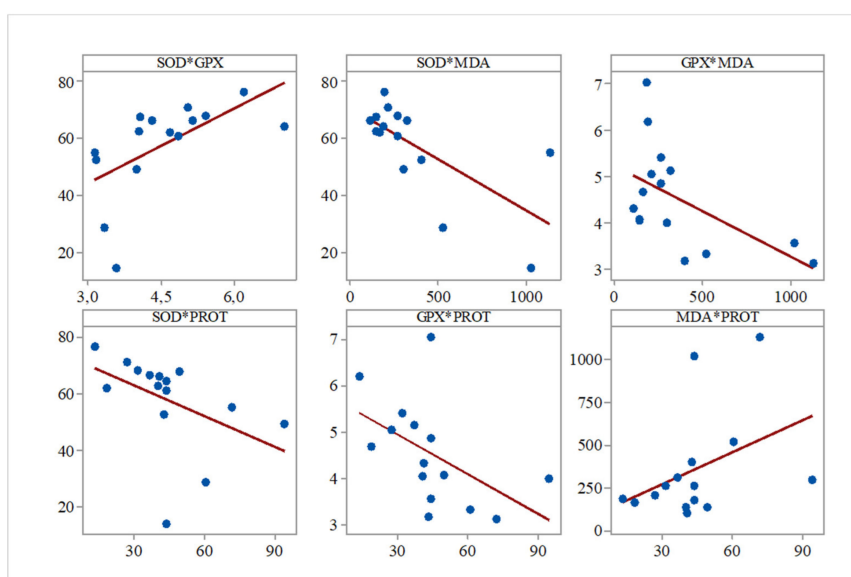 SOD*GPX SOD*MDA GPX*MDA
80 80 7
60 60 6
5
40 40 4
20 20 3
3,0 4,5 6,0 0 500 1000 0 500 1000
SOD*PROT GPX*PROT MDA*PROT
80 7
1000
60 6 750
5
40 500
4 250
20 3 0
30 60 90 30 60 90 30 60 90